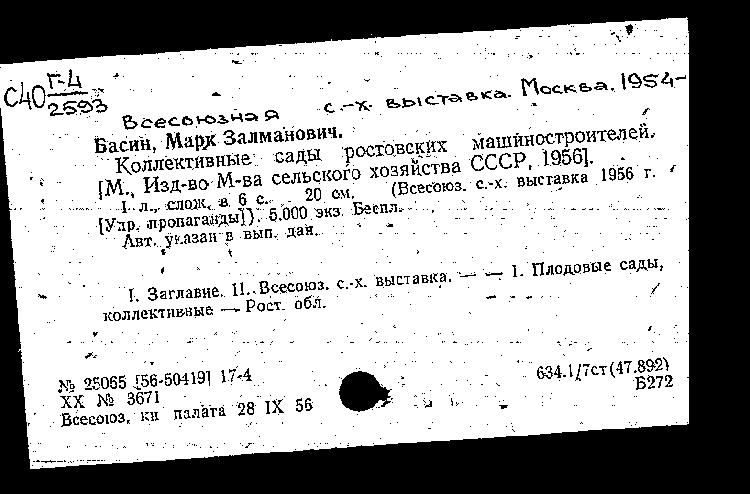 С40 Г-4
2593
Всесоюзная с.-х. выставка. Москва. 1954-
Басин, Марк Залманович.
Коллективные сады ростовских машиностроителей.
[М., Изд-во М-ва сельского хозяйства СССР, 1956].
1 л., слож. в 6 с. 20 см. (Всесоюз. с.-х. выставка 1956 г.
[Упр. пропаганды]). 5.000 экз. Беспл.
Авт. указан в вып. дан.
I. Заглавие. II. Всесоюз. с.-х. выставка. — — 1. Плодовые сады,
коллективные — Рост. обл.
№ 25065 [56-50419] 17-4
634.1/7ст(47.892)
XX № 3671
Б272
Всесоюз. кн. палата 28 IX 56